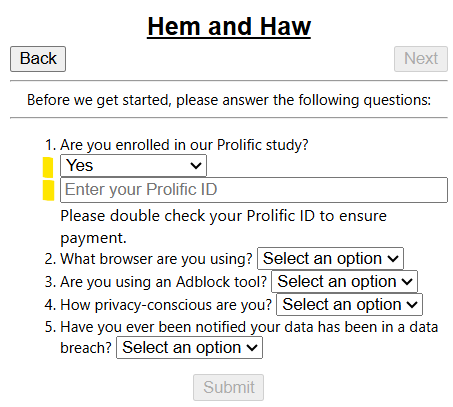 Hem and Haw
Back
Next
Before we get started, please answer the following questions:
1. Are you enrolled in our Prolific study?
Yes
Enter your Prolific ID
Please double check your Prolific ID to ensure
payment.
2. What browser are you using? Select an option
3. Are you using an Adblock tool? Select an option
4. How privacy-conscious are you? Select an option
5. Have you ever been notified your data has been in a data
breach? Select an option
Submit